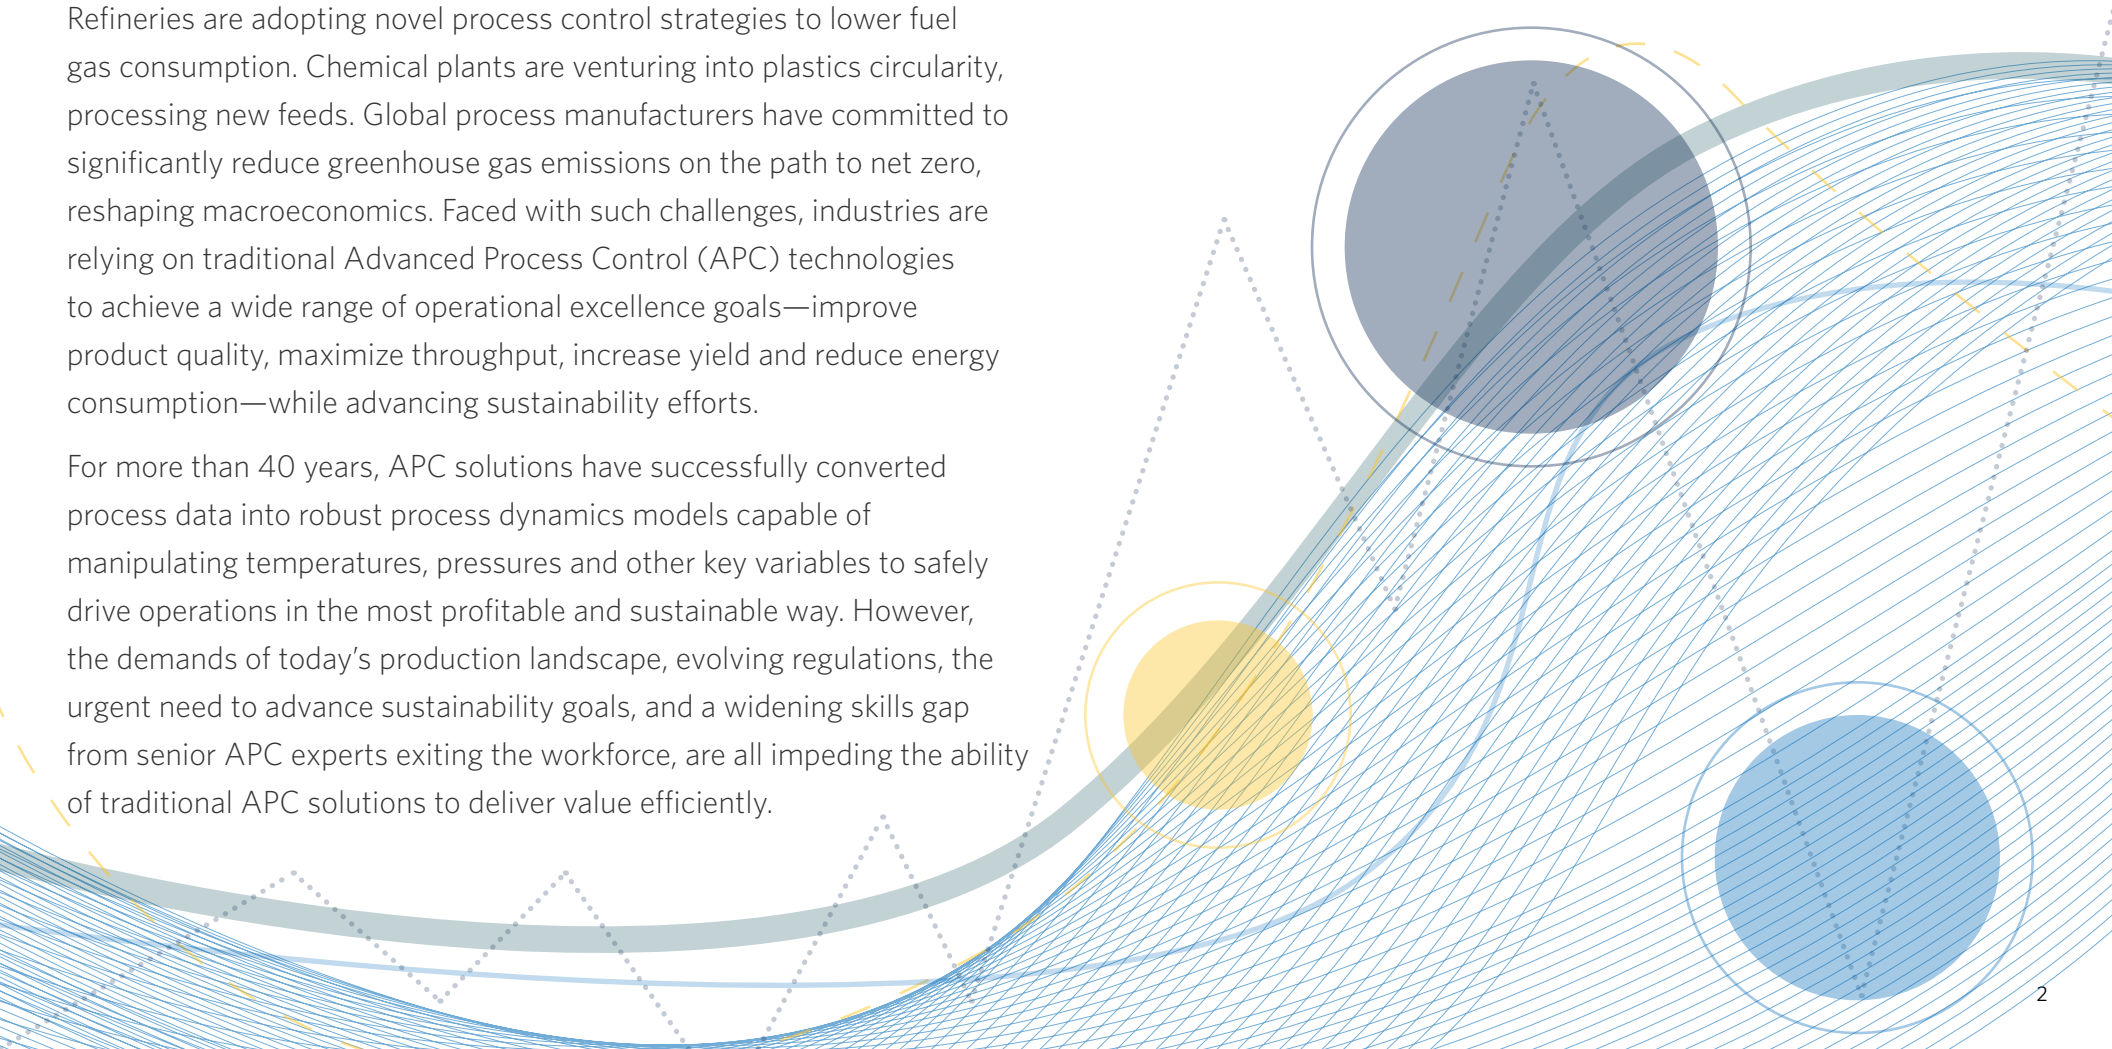 Refineries are adopting novel process control strategies to lower fuel
gas consumption. Chemical plants are venturing into plastics circularity,
processing new feeds. Global process manufacturers have committed to
significantly reduce greenhouse gas emissions on the path to net zero,
reshaping macroeconomics. Faced with such challenges, industries are
relying on traditional Advanced Process Control (APC) technologies
to achieve a wide range of operational excellence goals—improve
product quality, maximize throughput, increase yield and reduce energy
consumption—while advancing sustainability efforts.
For more than 40 years, APC solutions have successfully converted
process data into robust process dynamics models capable of
manipulating temperatures, pressures and other key variables to safely
drive operations in the most profitable and sustainable way. However,
the demands of today’s production landscape, evolving regulations, the
urgent need to advance sustainability goals, and a widening skills gap
from senior APC experts exiting the workforce, are all impeding the ability
of traditional APC solutions to deliver value efficiently.
2